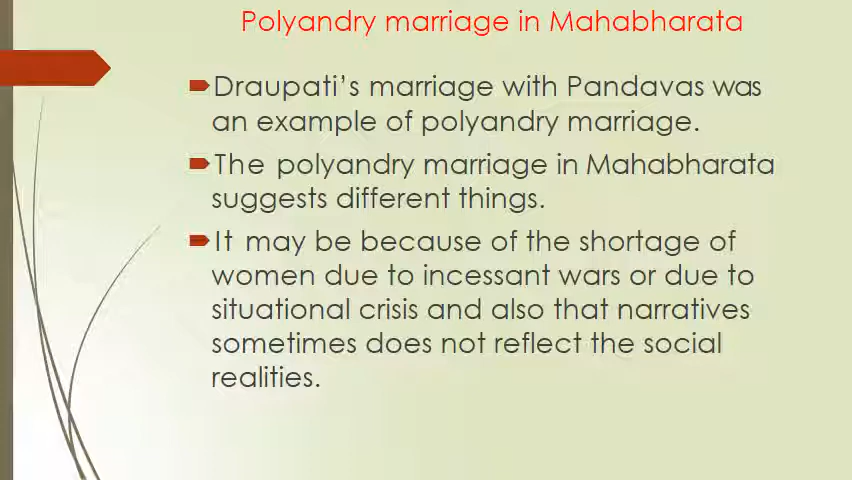 Polyandry marriage in Mahabharata
Draupati’s marriage with Pandavas was
an example of polyandry marriage.
The polyandry marriage in Mahabharata
suggests different things.
It may be because of the shortage of
women due to incessant wars or due to
situational crisis and also that narratives
sometimes does not reflect the social
realities.